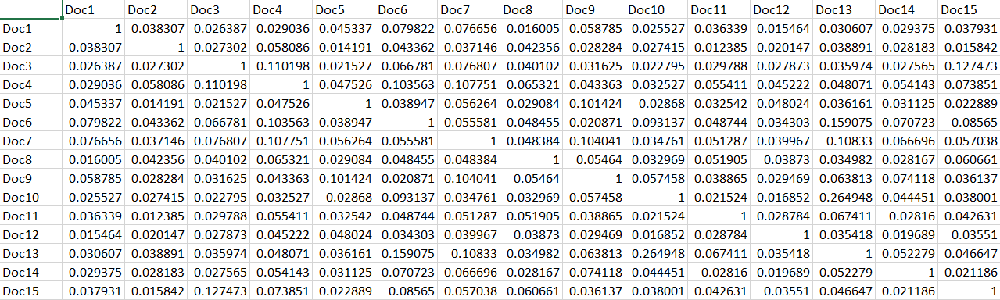 Doc1 Doc2 Doc3 Doc4 Doc5 Doc6 Doc7 Doc8 Doc9 Doc10 Doc11 Doc12 Doc13 Doc14 Doc15
Doc1 1 0.038307 0.026387 0.029036 0.045337 0.079822 0.076656 0.016005 0.058785 0.025527 0.036339 0.015464 0.030607 0.029375 0.037931
Doc2 0.038307 1 0.027302 0.058086 0.014191 0.043362 0.037146 0.042356 0.028284 0.027415 0.012385 0.020147 0.038891 0.028183 0.015842
Doc3 0.026387 0.027302 1 0.110198 0.021527 0.066781 0.076807 0.040102 0.031625 0.022795 0.029788 0.027873 0.035974 0.027565 0.127473
Doc4 0.029036 0.058086 0.110198 1 0.047526 0.103563 0.107751 0.065321 0.043363 0.032527 0.055411 0.045222 0.048071 0.054143 0.073851
Doc5 0.045337 0.014191 0.021527 0.047526 1 0.038947 0.056264 0.029084 0.101424 0.02868 0.032542 0.048024 0.036161 0.031125 0.022889
Doc6 0.079822 0.043362 0.066781 0.103563 0.038947 1 0.055581 0.048455 0.020871 0.093137 0.048744 0.034303 0.159075 0.070723 0.08565
Doc7 0.076656 0.037146 0.076807 0.107751 0.056264 0.055581 1 0.048384 0.104041 0.034761 0.051287 0.039967 0.10833 0.066696 0.057038
Doc8 0.016005 0.042356 0.040102 0.065321 0.029084 0.048455 0.048384 1 0.05464 0.032969 0.051905 0.03873 0.034982 0.028167 0.060661
Doc9 0.058785 0.028284 0.031625 0.043363 0.101424 0.020871 0.104041 0.05464 1 0.057458 0.038865 0.029469 0.063813 0.074118 0.036137
Doc10 0.025527 0.027415 0.022795 0.032527 0.02868 0.093137 0.034761 0.032969 0.057458 1 0.021524 0.016852 0.264948 0.044451 0.038001
Doc11 0.036339 0.012385 0.029788 0.055411 0.032542 0.048744 0.051287 0.051905 0.038865 0.021524 1 0.028784 0.067411 0.02816 0.042631
Doc12 0.015464 0.020147 0.027873 0.045222 0.048024 0.034303 0.039967 0.03873 0.029469 0.016852 0.028784 1 0.035418 0.019689 0.03551
Doc13 0.030607 0.038891 0.035974 0.048071 0.036161 0.159075 0.10833 0.034982 0.063813 0.264948 0.067411 0.035418 1 0.052279 0.046647
Doc14 0.029375 0.028183 0.027565 0.054143 0.031125 0.070723 0.066696 0.028167 0.074118 0.044451 0.02816 0.019689 0.052279 1 0.021186
Doc15 0.037931 0.015842 0.127473 0.073851 0.022889 0.08565 0.057038 0.060661 0.036137 0.038001 0.042631 0.03551 0.046647 0.021186 1